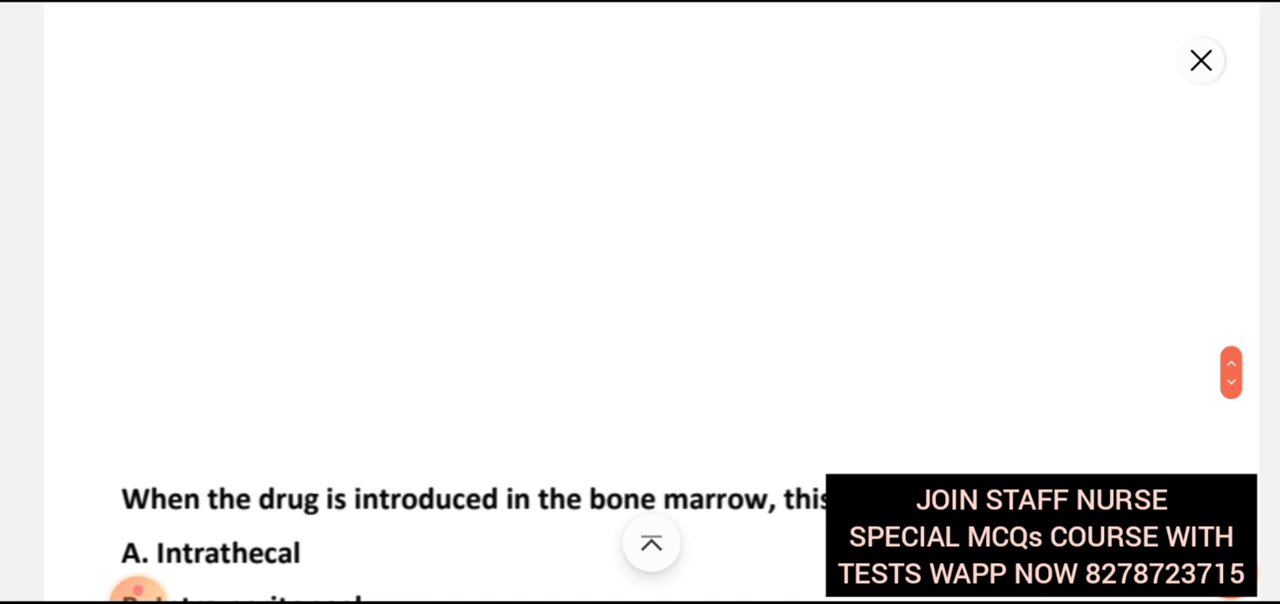 When the drug is introduced in the bone marrow, this
A. Intrathecal
JOIN STAFF NURSE
SPECIAL MCQs COURSE WITH
TESTS WAPP NOW 8278723715